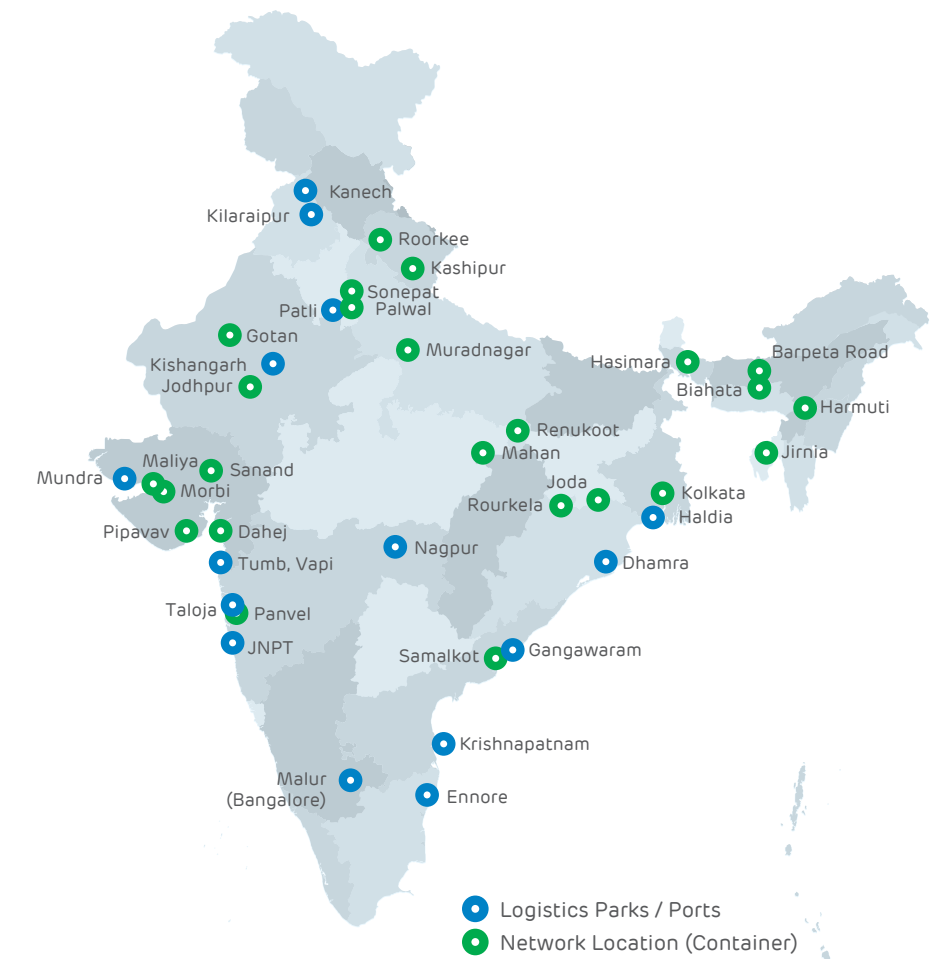 Kanech
Kilaraipur
Roorkee
Kashipur
Sonepat
Patli
Palwal
Gotan
Muradnagar
Kishangarh
Jodhpur
Hasimara
Barpeta Road
Biahata
Harmuti
Renukoot
Mahan
Jirnia
Maliya
Sanand
Mundra
Morbi
Joda
Rourkela
Kolkata
Haldia
Pipavav
Dahej
Nagpur
Tumb, Vapi
Dhamra
Taloja
Panvel
JNPT
Samalkot
Gangawaram
Krishnapatnam
Malur
(Bangalore)
Ennore
Logistics Parks / Ports
Network Location (Container)